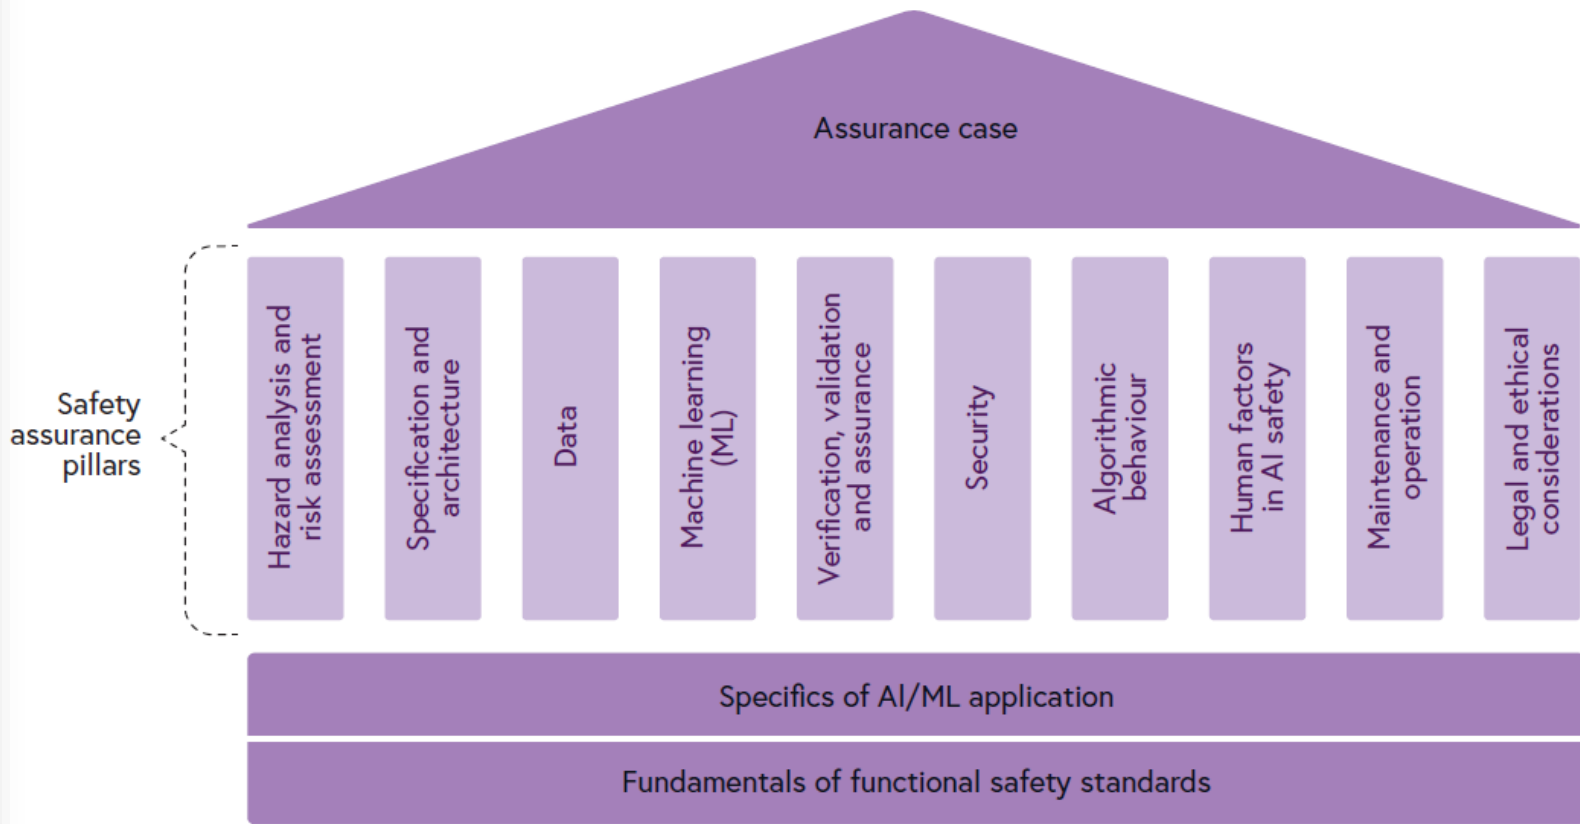 Assurance case
Safety
assurance
pillars
Hazard analysis and
risk assessment
Specification and
architecture
Data
Machine learning
(ML)
Verification, validation
and assurance
Security
Algorithmic
behaviour
Human factors
in AI safety
Maintenance and
operation
Legal and ethical
considerations
Specifics of AI/ML application
Fundamentals of functional safety standards